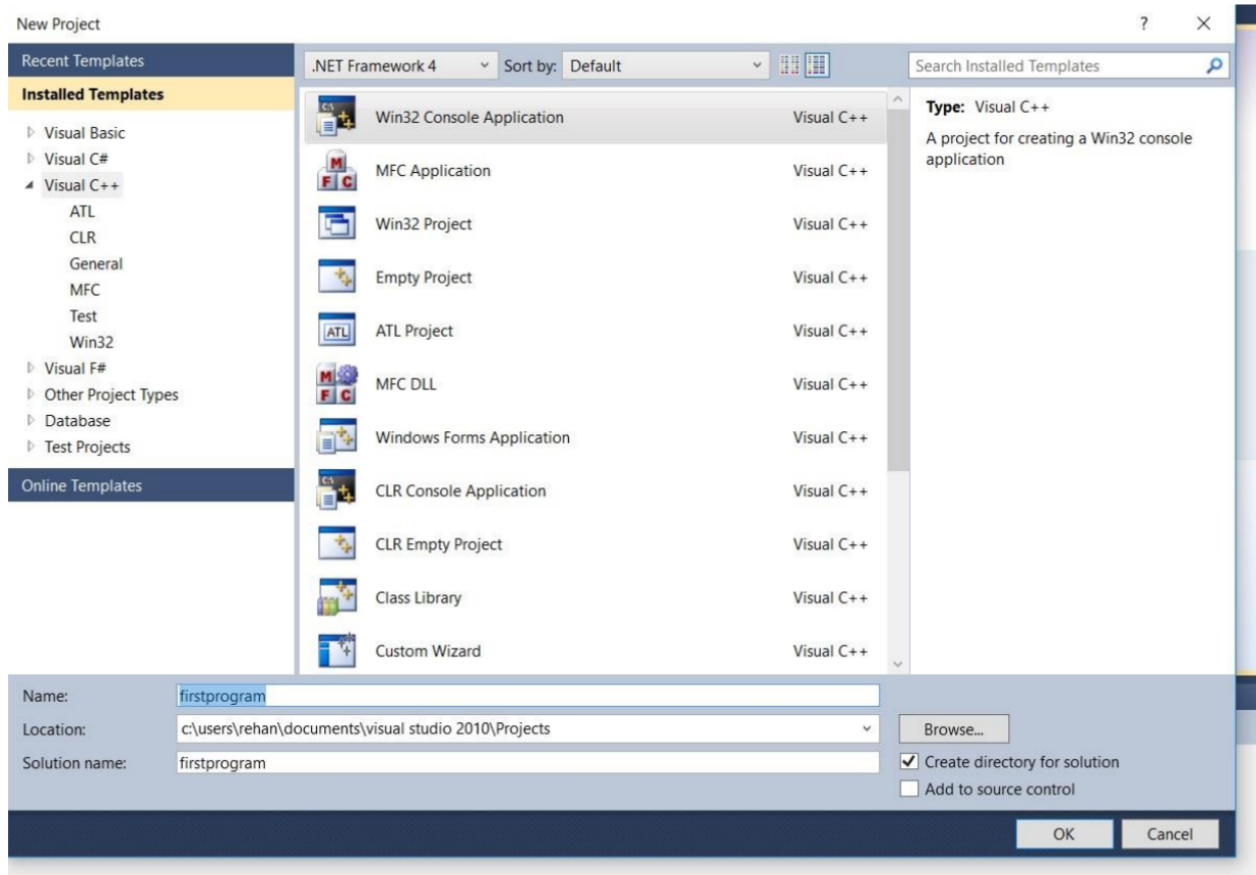 New Project
? ×
Recent Templates
.NET Framework 4 Sort by: Default
Search Installed Templates
Installed Templates
Visual Basic
Visual C#
Visual C++
ATL
CLR
General
MFC
Test
Win32
Visual F#
Other Project Types
Database
Test Projects
Online Templates
Win32 Console Application Visual C++
MFC Application Visual C++
Win32 Project Visual C++
Empty Project Visual C++
ATL Project Visual C++
MFC DLL Visual C++
Windows Forms Application Visual C++
CLR Console Application Visual C++
CLR Empty Project Visual C++
Class Library Visual C++
Custom Wizard Visual C++
Type: Visual C++
A project for creating a Win32 console
application
Name: firstprogram
Location: c:\users\rehan\documents\visual studio 2010\Projects Browse...
Solution name: firstprogram
Create directory for solution
Add to source control
OK Cancel